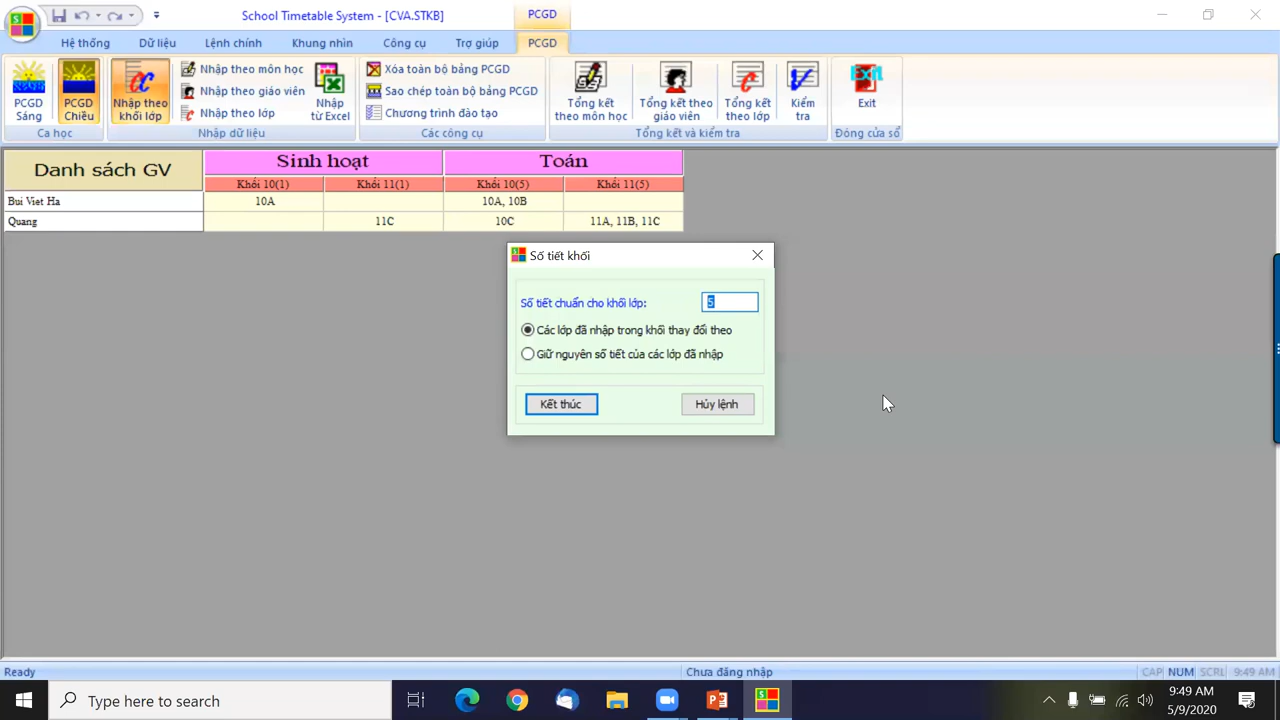 School Timetable System - [CVA.STKB]
PCGD
Hệ thống
Dữ liệu
Lệnh chính
Khung nhìn
Công cụ
Trợ giúp
PCGD
PCGD Sáng
PCGD Chiều
Ca học
Nhập theo khối lớp
Nhập theo môn học
Nhập theo giáo viên
Nhập theo lớp
Nhập từ Excel
Nhập dữ liệu
Xóa toàn bộ bảng PCGD
Sao chép toàn bộ bảng PCGD
Chương trình đào tạo
Các công cụ
Tổng kết theo môn học
Tổng kết theo giáo viên
Tổng kết theo lớp
Kiểm tra
Tổng kết và kiểm tra
Exit
Exit
Đóng cửa sổ
Danh sách GV
Sinh hoạt
Toán
Khối 10(1)
Khối 11(1)
Khối 10(5)
Khối 11(5)
Bui Viet Ha
10A
10A, 10B
Quang
11C
10C
11A, 11B, 11C
Số tiết khối
Số tiết chuẩn cho khối lớp:
5
Các lớp đã nhập trong khối thay đổi theo
Giữ nguyên số tiết của các lớp đã nhập
Kết thúc
Hủy lệnh
Ready
Chưa đăng nhập
CAP
NUM
SCRL
9:49 AM
Type here to search
9:49 AM
5/9/2020